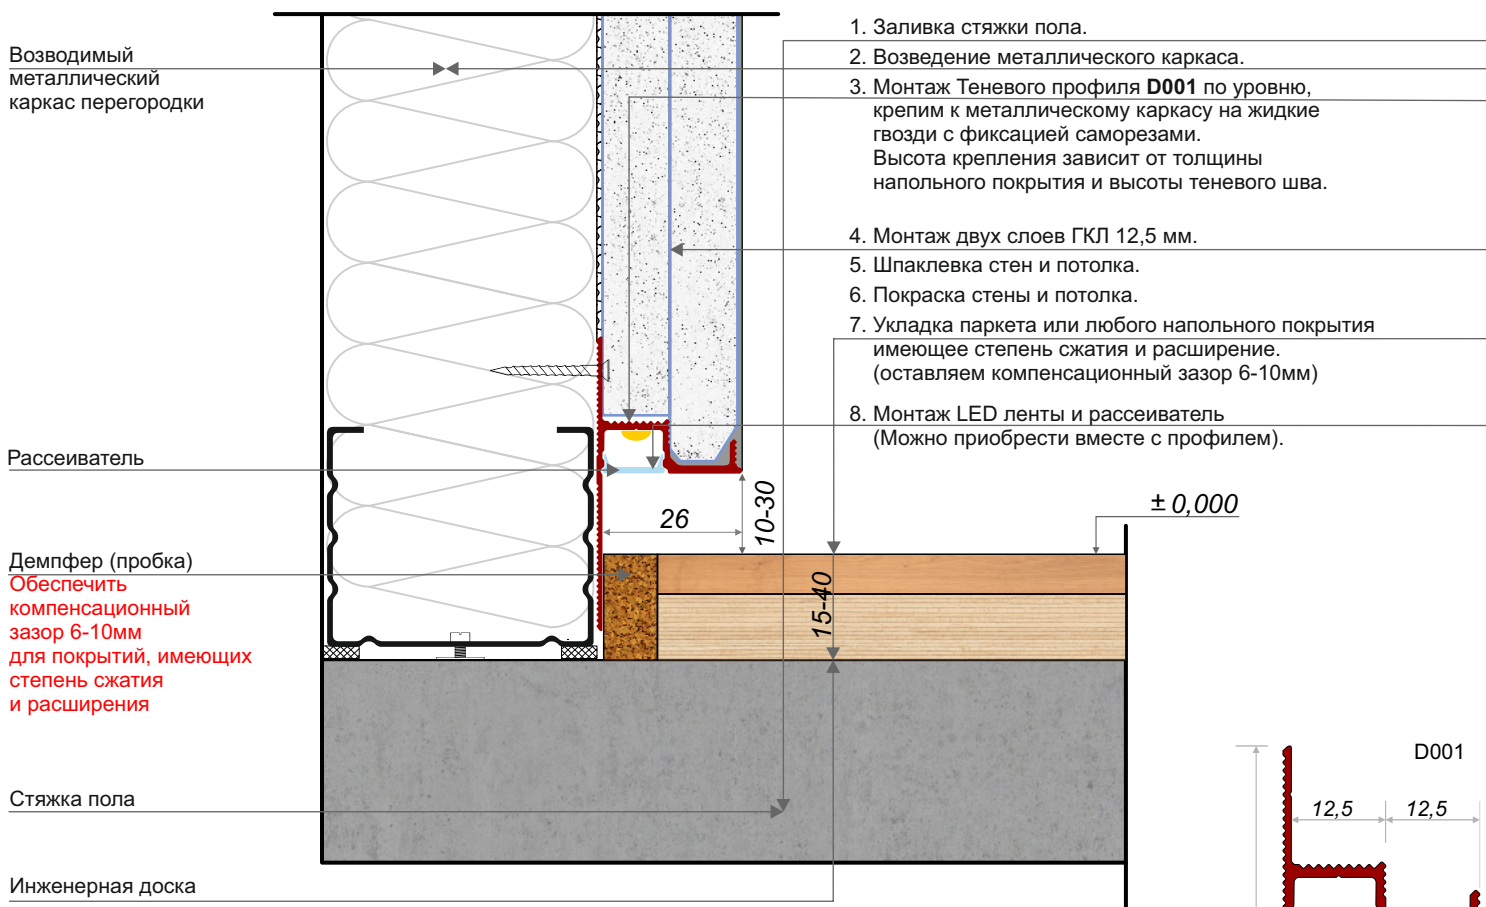 Возводимый
металлический
каркас перегородки
Рассеиватель
Демпфер (пробка)
Обеспечить
компенсационный
зазор 6-10мм
для покрытий, имеющих
степень сжатия
и расширения
Стяжка пола
Инженерная доска
1. Заливка стяжки пола.
2. Возведение металлического каркаса.
3. Монтаж Теневого профиля D001 по уровню,
крепим к металлическому каркасу на жидкие
гвозди с фиксацией саморезами.
Высота крепления зависит от толщины
напольного покрытия и высоты теневого шва.
4. Монтаж двух слоев ГКЛ 12,5 мм.
5. Шпаклевка стен и потолка.
6. Покраска стены и потолка.
7. Укладка паркета или любого напольного покрытия
имеющее степень сжатия и расширение.
(оставляем компенсационный зазор 6-10мм)
8. Монтаж LED ленты и рассеиватель
(Можно приобрести вместе с профилем).
26
10-30
± 0,000
15-40
D001
12,5
12,5